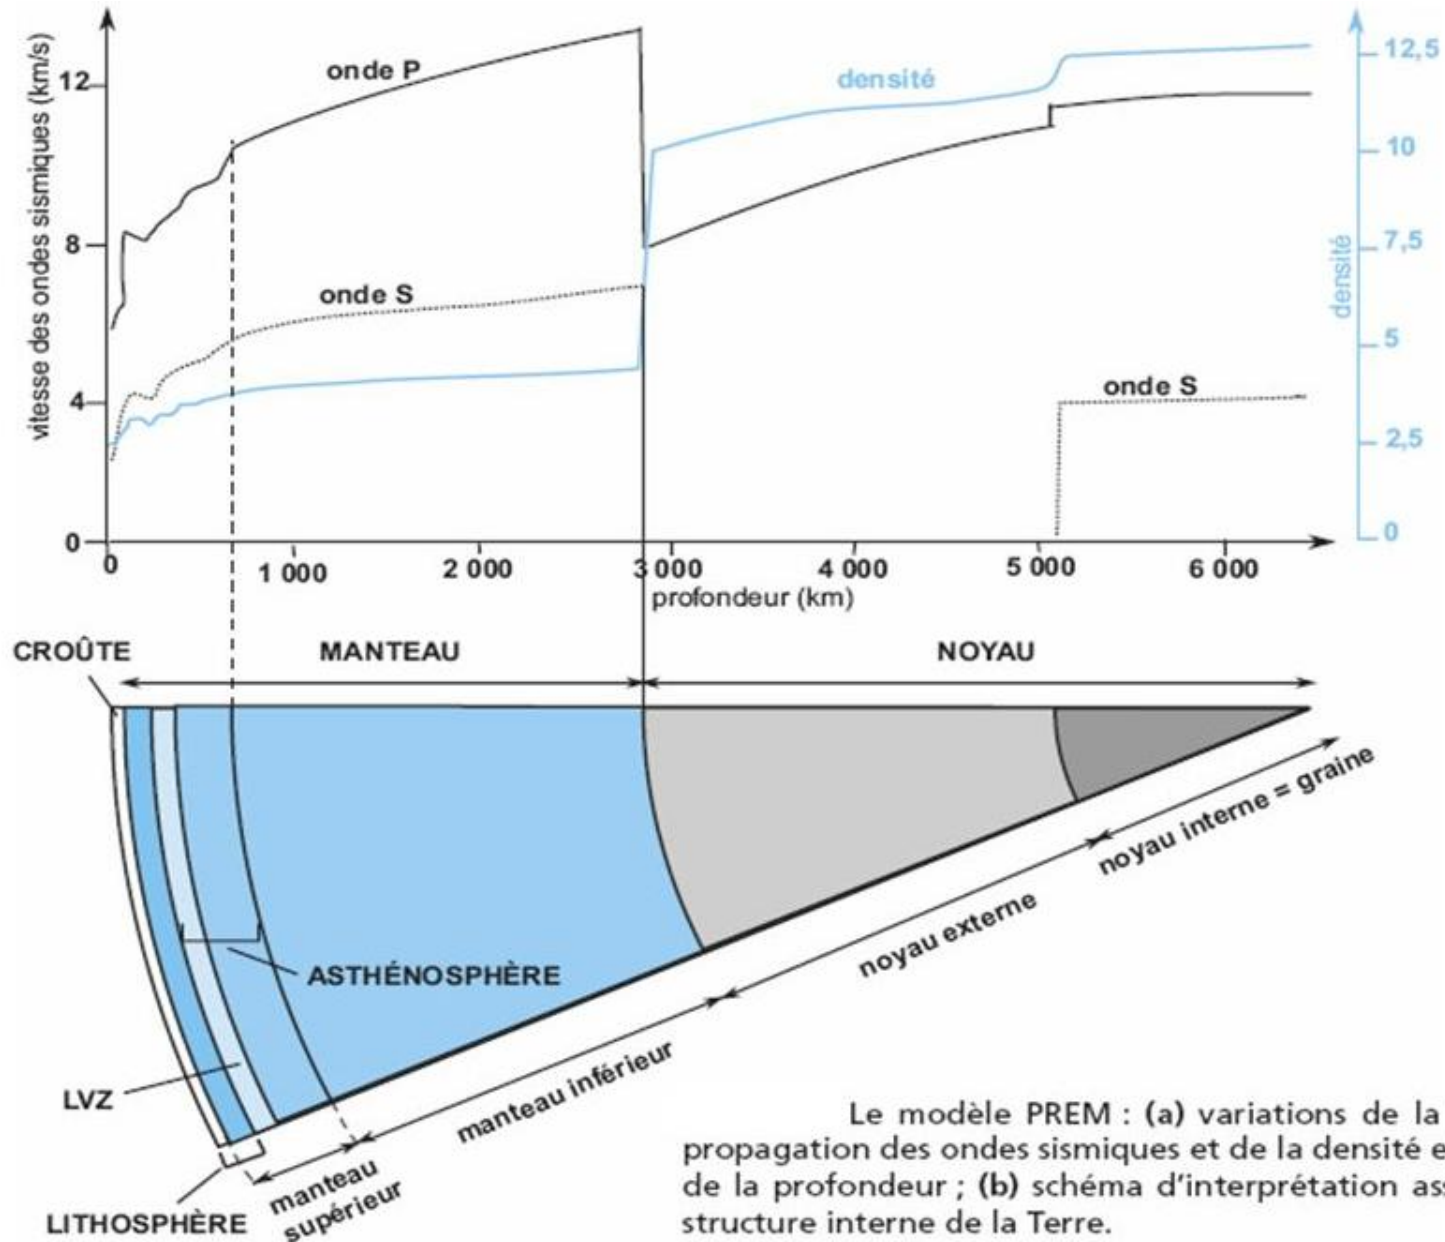 vitesse des ondes sismiques (km/s)
12
8
4
0
onde P
onde S
densité
onde S
12,5
10
7,5
5
2,5
0
densité
0
1 000
2 000
3 000
4 000
5 000
6 000
profondeur (km)
CROÛTE
MANTEAU
NOYAU
ASTHÉNOSPHÈRE
LVZ
LITHOSPHÈRE
manteau
supérieur
manteau inférieur
noyau externe
noyau interne = graine
Le modèle PREM : (a) variations de la
propagation des ondes sismiques et de la densité e
de la profondeur ; (b) schéma d'interprétation ass
structure interne de la Terre.